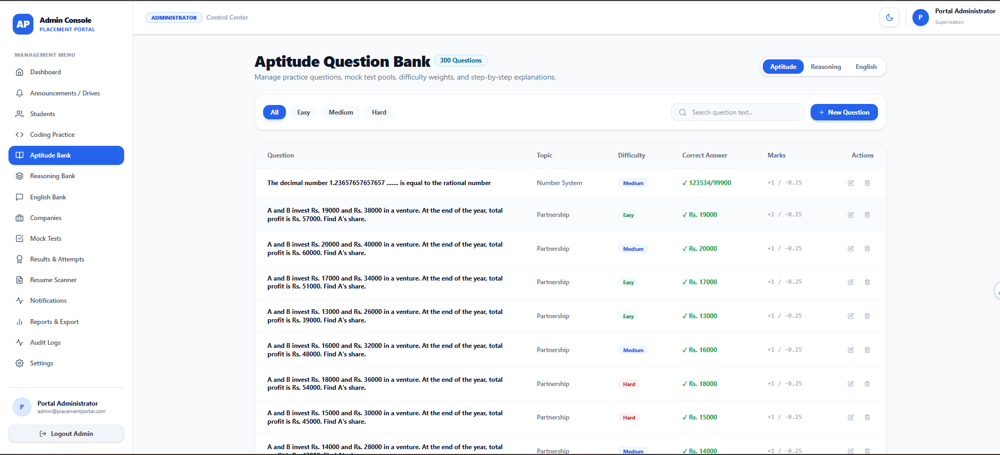 AP
Admin Console
PLACEMENT PORTAL
MANAGEMENT MENU
Dashboard
Announcements / Drives
Students
Coding Practice
Aptitude Bank
Reasoning Bank
English Bank
Companies
Mock Tests
Results & Attempts
Resume Scanner
Notifications
Reports & Export
Audit Logs
Settings
P
Portal Administrator
admin@placementportal.com
Logout Admin
ADMINISTRATOR Control Center
P
Portal Administrator
Superadmin
Aptitude Question Bank 300 Questions
Manage practice questions, mock test pools, difficulty weights, and step-by-step explanations.
Aptitude Reasoning English
All Easy Medium Hard
Search question text...
+ New Question
Question Topic Difficulty Correct Answer Marks Actions
The decimal number 1.23657657657657 ....... is equal to the rational number Number System Medium ✓ 123534/99900 +1 / -0.25
A and B invest Rs. 19000 and Rs. 38000 in a venture. At the end of the year, total
profit is Rs. 57000. Find A's share.
Partnership Easy ✓ Rs. 19000 +1 / -0.25
A and B invest Rs. 20000 and Rs. 40000 in a venture. At the end of the year, total
profit is Rs. 60000. Find A's share.
Partnership Medium ✓ Rs. 20000 +1 / -0.25
A and B invest Rs. 17000 and Rs. 34000 in a venture. At the end of the year, total
profit is Rs. 51000. Find A's share.
Partnership Easy ✓ Rs. 17000 +1 / -0.25
A and B invest Rs. 13000 and Rs. 26000 in a venture. At the end of the year, total
profit is Rs. 39000. Find A's share.
Partnership Easy ✓ Rs. 13000 +1 / -0.25
A and B invest Rs. 16000 and Rs. 32000 in a venture. At the end of the year, total
profit is Rs. 48000. Find A's share.
Partnership Medium ✓ Rs. 16000 +1 / -0.25
A and B invest Rs. 18000 and Rs. 36000 in a venture. At the end of the year, total
profit is Rs. 54000. Find A's share.
Partnership Hard ✓ Rs. 18000 +1 / -0.25
A and B invest Rs. 15000 and Rs. 30000 in a venture. At the end of the year, total
profit is Rs. 45000. Find A's share.
Partnership Hard ✓ Rs. 15000 +1 / -0.25
A and B invest Rs. 14000 and Rs. 28000 in a venture. At the end of the year, total
Partnership Medium ✓ Rs. 14000 +1 / -0.25